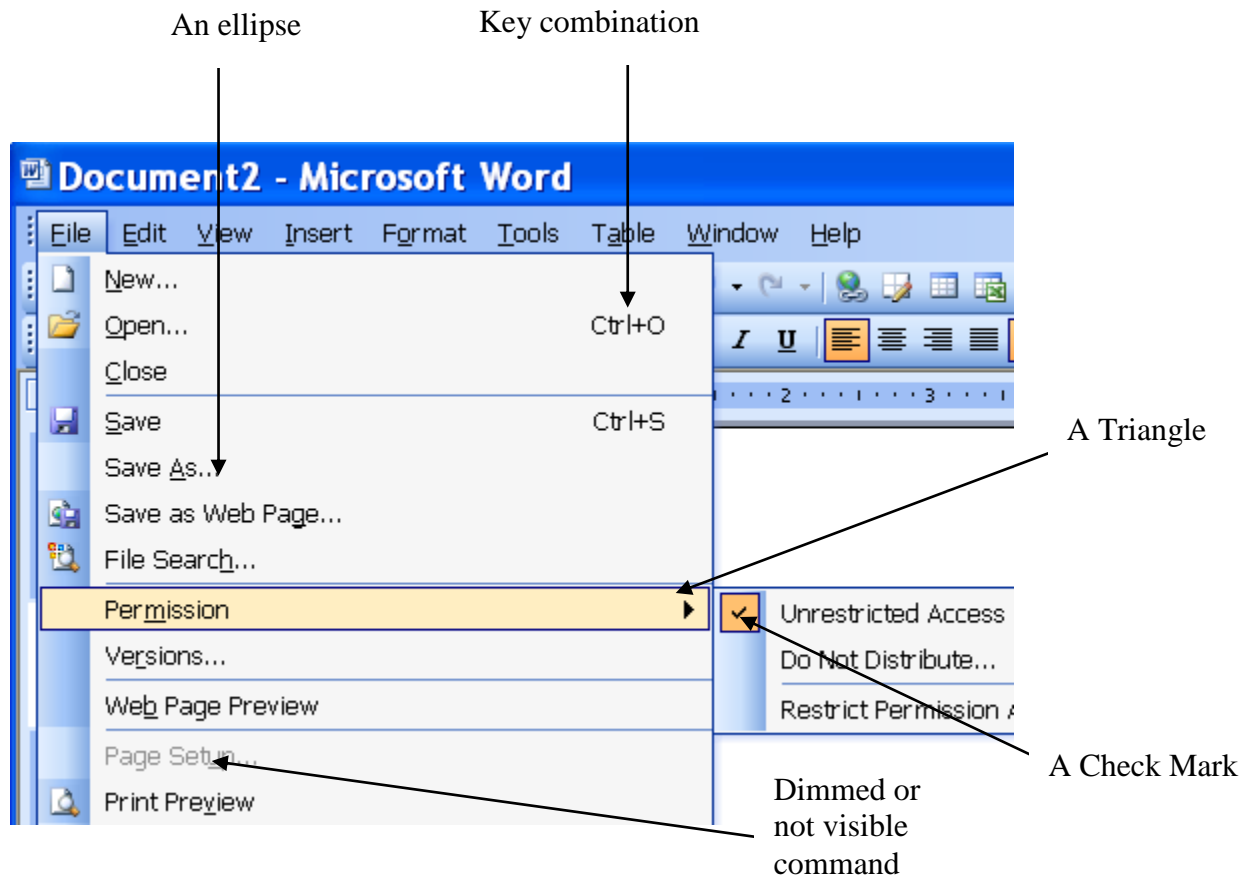 An ellipse
Key combination
Document2 - Microsoft Word
File Edit View Insert Format Tools Table Window Help
New...
Open... Ctrl+O
I U
Close
2 3
Save Ctrl+S
A Triangle
Save As...
Save as Web Page...
File Search...
Permission
Unrestricted Access
Versions...
Do Not Distribute...
Web Page Preview
Restrict Permission
Page Setup...
A Check Mark
Print Preview
Dimmed or
not visible
command